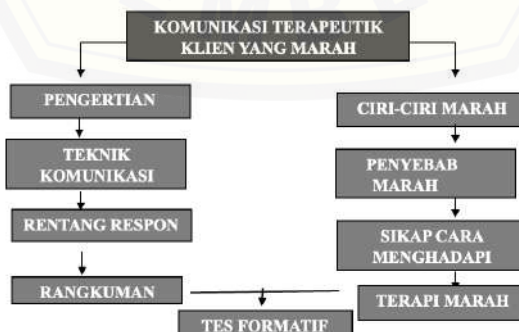 KOMUNIKASI TERAPEUTIK
KLIEN YANG MARAH
PENGERTIAN
TEKNIK
KOMUNIKASI
RENTANG RESPON
RANGKUMAN
CIRI-CIRI MARAH
PENYEBAB
MARAH
SIKAP CARA
MENGHADAPI
TERAPI MARAH
TES FORMATIF